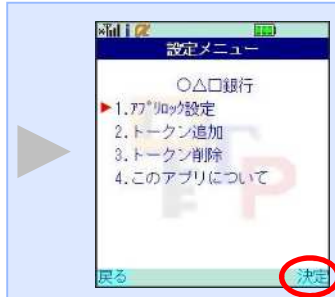 設定メニュー
○△□銀行
1.アプリロック設定
2.トークン追加
3.トークン削除
4.このアプリについて
戻る 決定